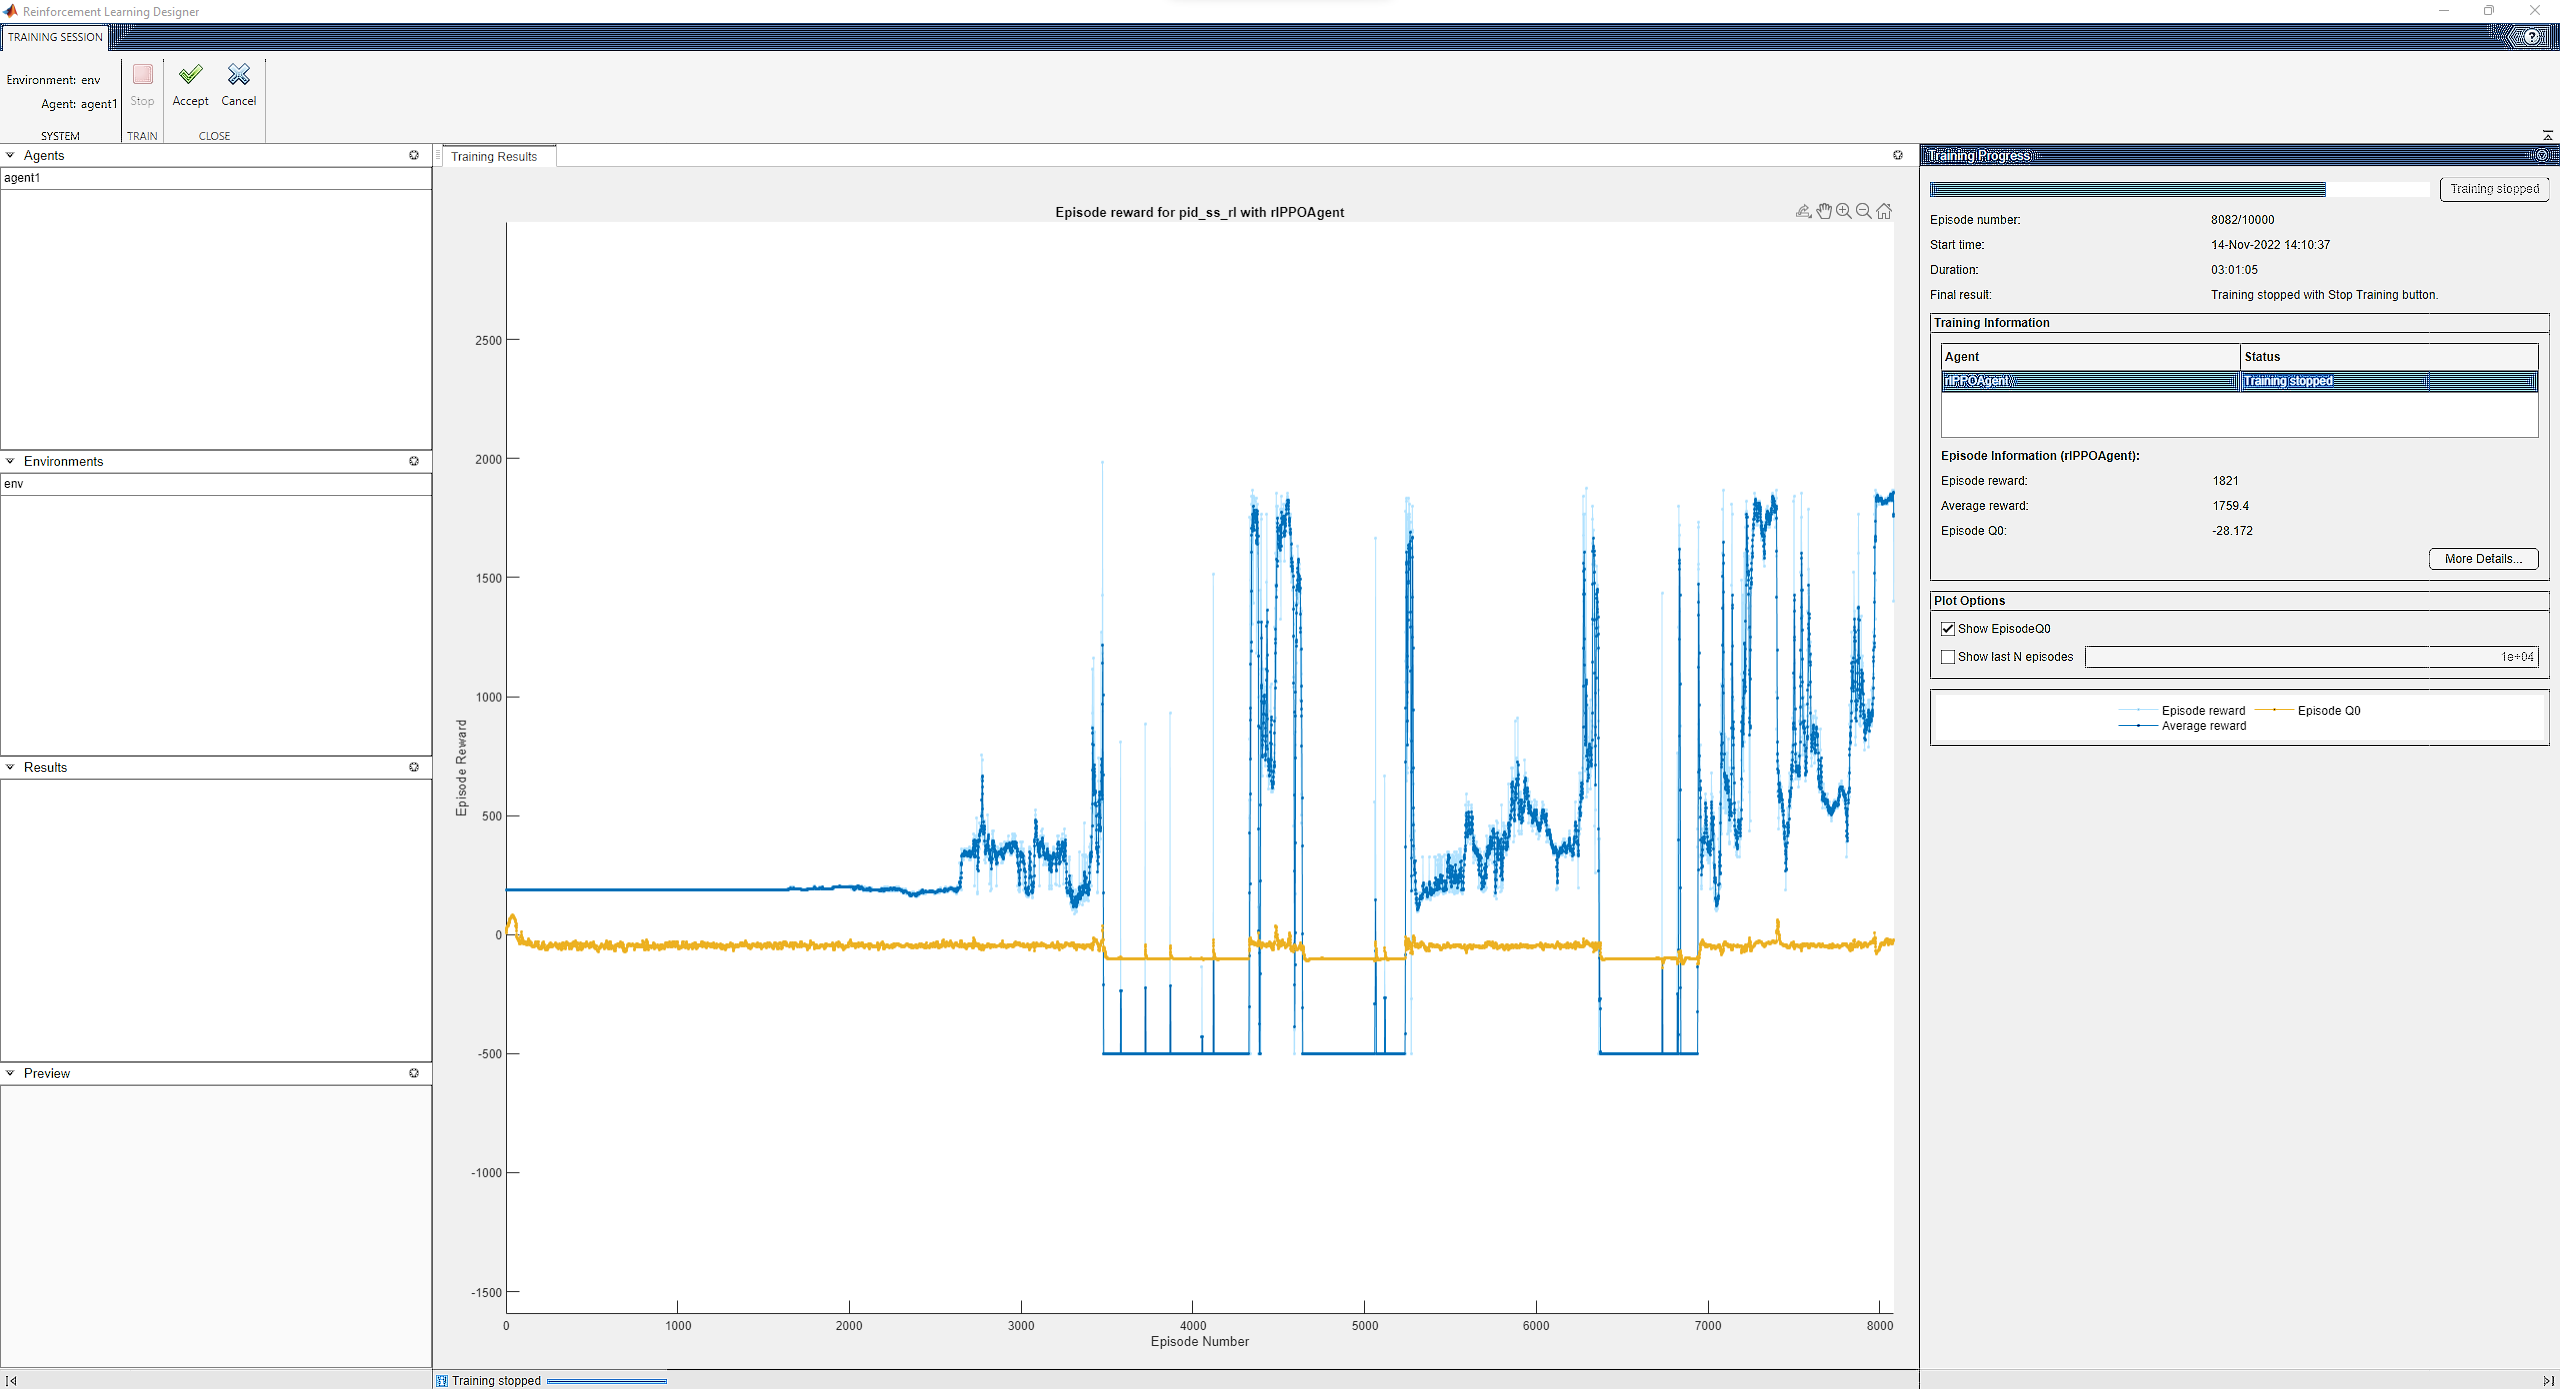 Reinforcement Learning Designer
TRAINING SESSION
?
Environment: env
Agent: agent1
Stop
Accept
Cancel
SYSTEM
TRAIN
CLOSE
Agents
agent1
Environments
env
Results
Preview
Training Results
Episode reward for pid_ss_rl with rlPPOAgent
Episode Reward
2500
2000
1500
1000
500
0
-500
-1000
-1500
0 1000 2000 3000 4000 5000 6000 7000 8000
Episode Number
Training stopped
Training Progress
Training stopped
Episode number: 8082/10000
Start time: 14-Nov-2022 14:10:37
Duration: 03:01:05
Final result: Training stopped with Stop Training button.
Training Information
Agent Status
rlPPOAgent Training stopped
Episode Information (rlPPOAgent):
Episode reward: 1821
Average reward: 1759.4
Episode Q0: -28.172
More Details...
Plot Options
Show EpisodeQ0
Show last N episodes 1e+04
Episode reward Episode Q0
Average reward